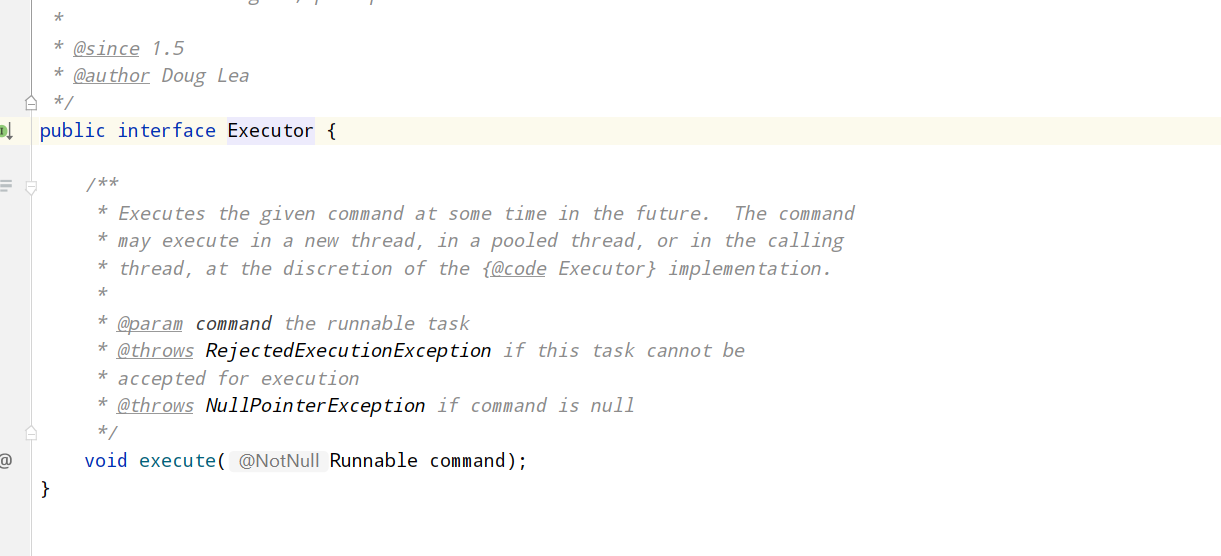 *
* @since 1.5
* @author Doug Lea
*/
public interface Executor {
/**
* Executes the given command at some time in the future.  The command
* may execute in a new thread, in a pooled thread, or in the calling
* thread, at the discretion of the {@code Executor} implementation.
*
* @param command the runnable task
* @throws RejectedExecutionException if this task cannot be
* accepted for execution
* @throws NullPointerException if command is null
*/
void execute( @NotNull Runnable command);
}